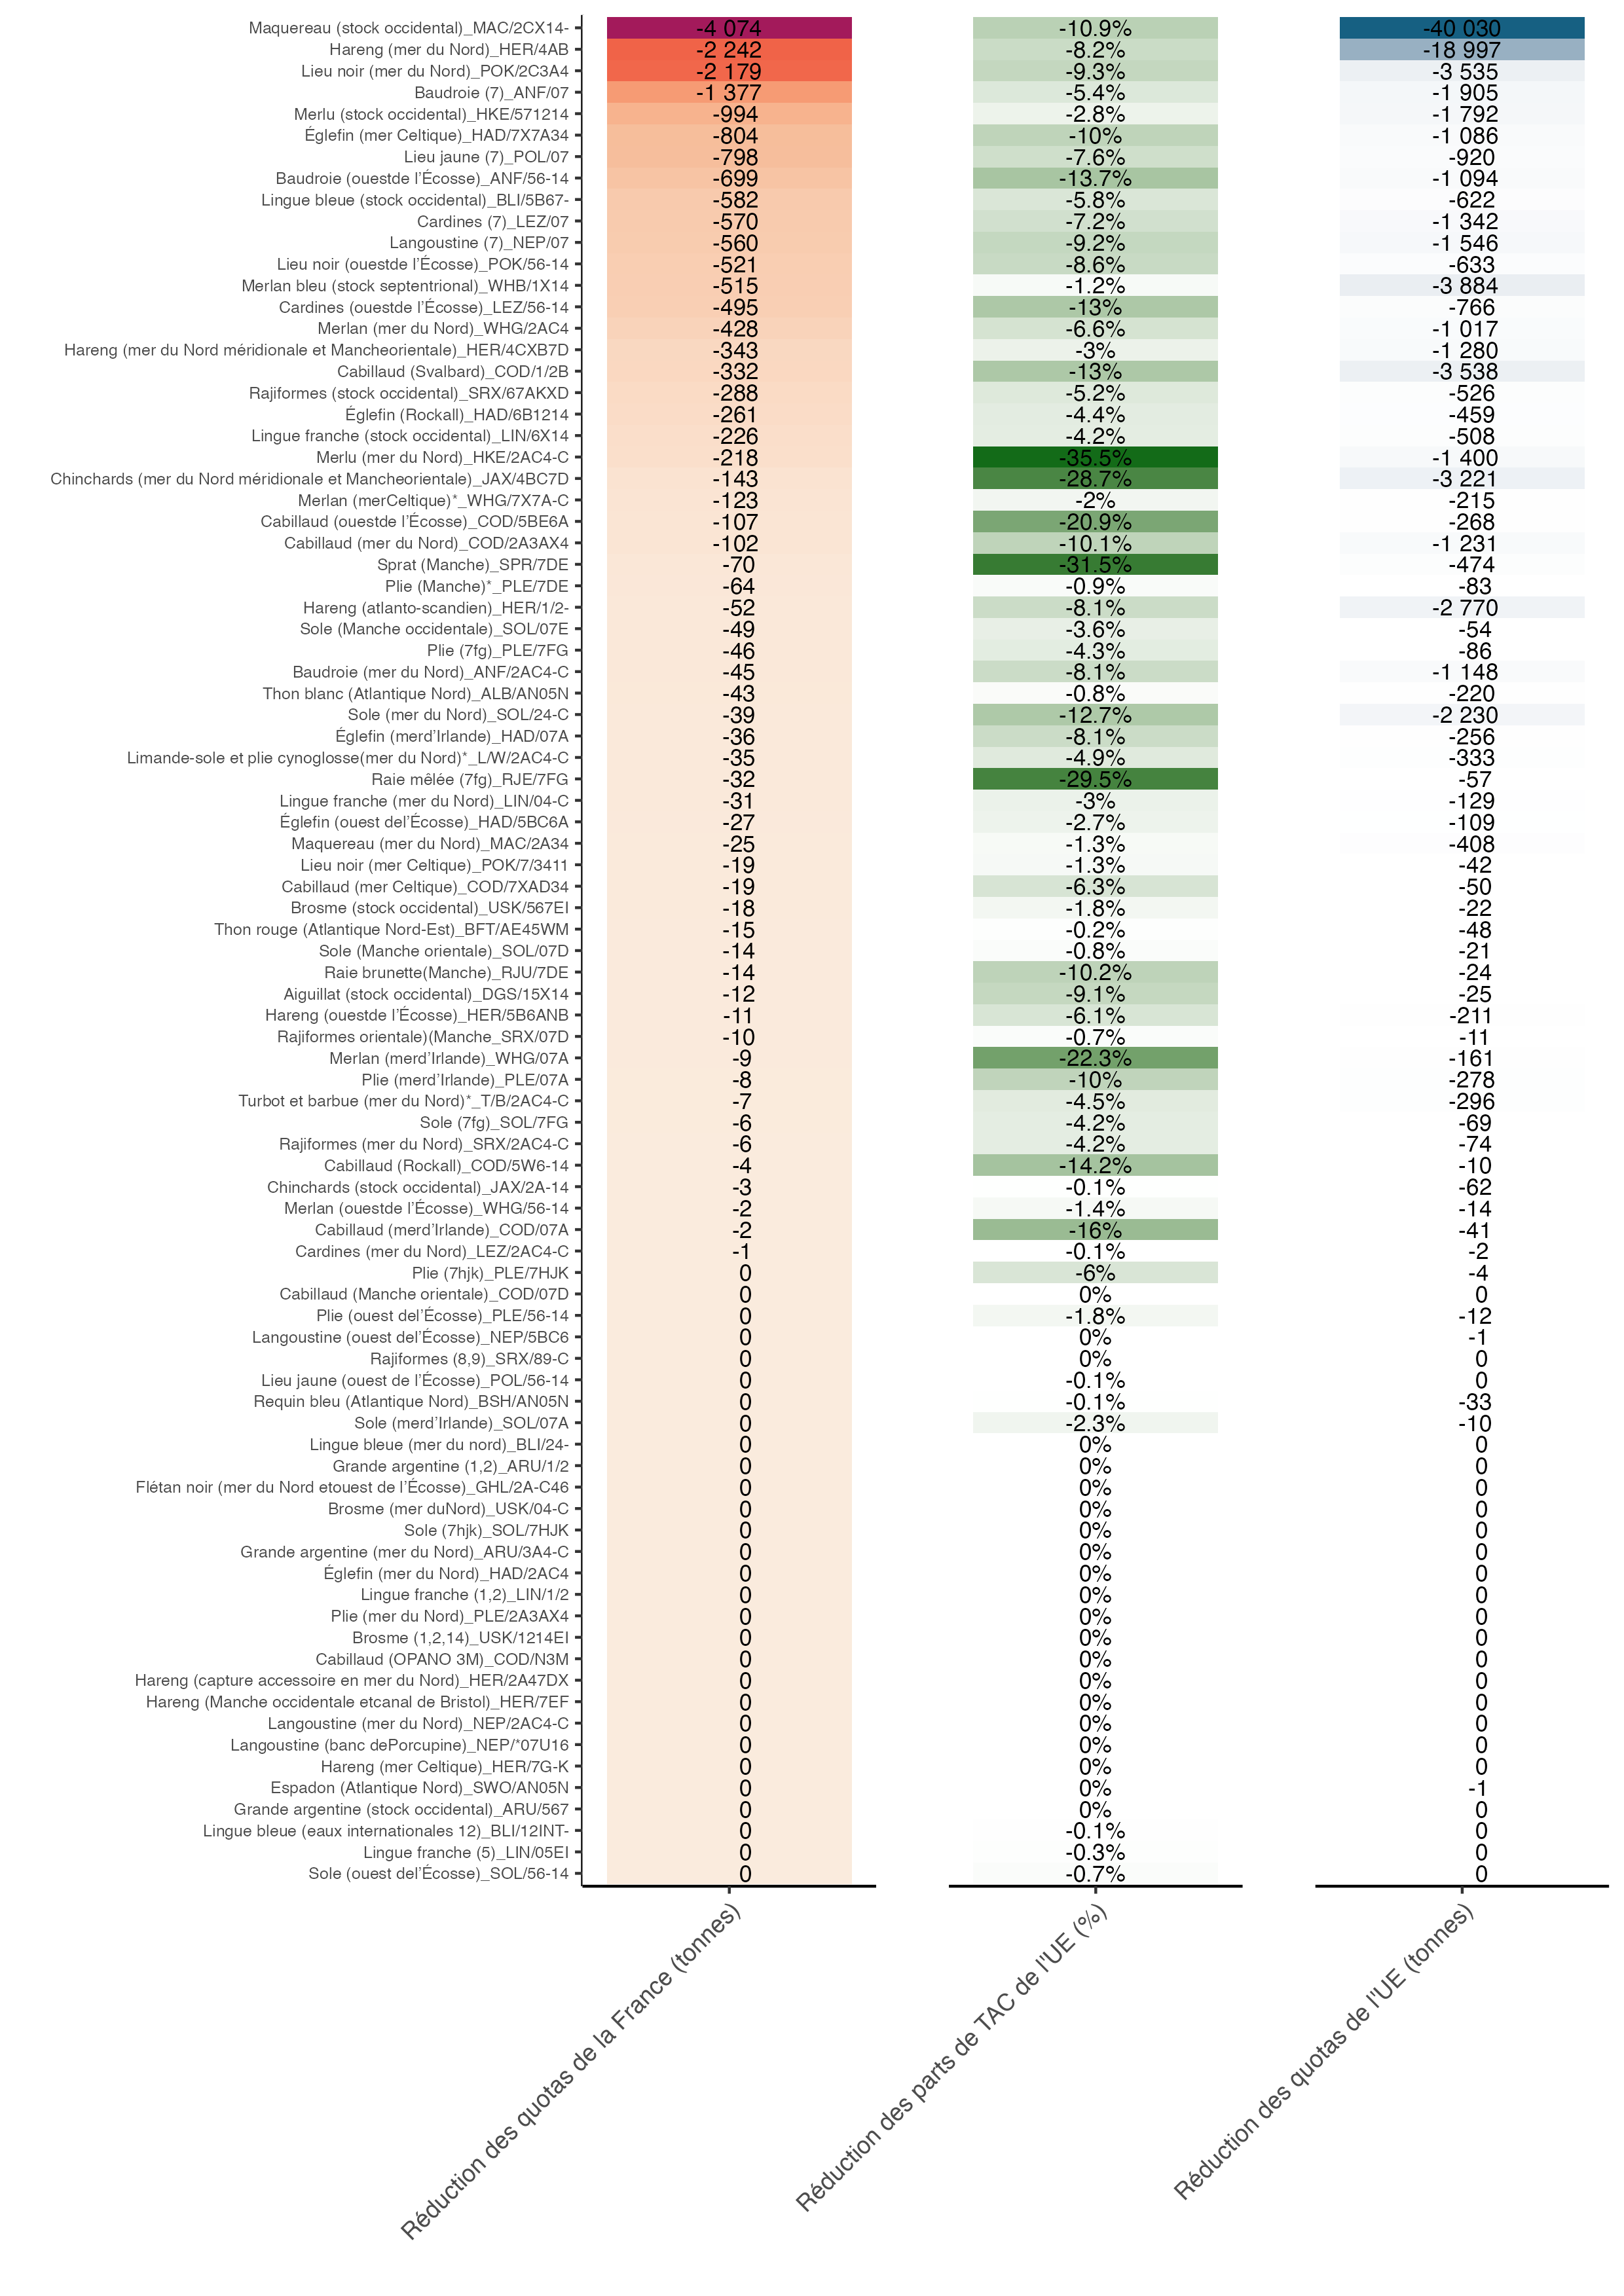 Maquereau (stock occidental)_MAC/2CX14- -4 074 -10.9% -40 030
Hareng (mer du Nord)_HER/4AB -2 242 -8.2% -18 997
Lieu noir (mer du Nord)_POK/2C3A4 -2 179 -9.3% -3 535
Baudroie (7)_ANF/07 -1 377 -5.4% -1 905
Merlu (stock occidental)_HKE/571214 -994 -2.8% -1 792
Églefin (mer Celtique)_HAD/7X7A34 -804 -10% -1 086
Lieu jaune (7)_POL/07 -798 -7.6% -920
Baudroie (ouestde l'Écosse)_ANF/56-14 -699 -13.7% -1 094
Lingue bleue (stock occidental)_BLI/5B67- -582 -5.8% -622
Cardines (7)_LEZ/07 -570 -7.2% -1 342
Langoustine (7)_NEP/07 -560 -9.2% -1 546
Lieu noir (ouestde l'Écosse)_POK/56-14 -521 -8.6% -633
Merlan bleu (stock septentrional)_WHB/1X14 -515 -1.2% -3 884
Cardines (ouestde l'Écosse)_LEZ/56-14 -495 -13% -766
Merlan (mer du Nord)_WHG/2AC4 -428 -6.6% -1 017
Hareng (mer du Nord méridionale et Mancheorientale)_HER/4CXB7D -343 -3% -1 280
Cabillaud (Svalbard)_COD/1/2B -332 -13% -3 538
Rajiformes (stock occidental)_SRX/67AKXD -288 -5.2% -526
Églefin (Rockall)_HAD/6B1214 -261 -4.4% -459
Lingue franche (stock occidental)_LIN/6X14 -226 -4.2% -508
Merlu (mer du Nord)_HKE/2AC4-C -218 -35.5% -1 400
Chinchards (mer du Nord méridionale et Mancheorientale)_JAX/4BC7D -143 -28.7% -3 221
Merlan (merCeltique)*_WHG/7X7A-C -123 -2% -215
Cabillaud (ouestde l'Écosse)_COD/5BE6A -107 -20.9% -268
Cabillaud (mer du Nord)_COD/2A3AX4 -102 -10.1% -1 231
Sprat (Manche)_SPR/7DE -70 -31.5% -474
Plie (Manche)*_PLE/7DE -64 -0.9% -83
Hareng (atlanto-scandien)_HER/1/2- -52 -8.1% -2 770
Sole (Manche occidentale)_SOL/07E -49 -3.6% -54
Plie (7fg)_PLE/7FG -46 -4.3% -86
Baudroie (mer du Nord)_ANF/2AC4-C -45 -8.1% -1 148
Thon blanc (Atlantique Nord)_ALB/AN05N -43 -0.8% -220
Sole (mer du Nord)_SOL/24-C -39 -12.7% -2 230
Églefin (merd'Irlande)_HAD/07A -36 -8.1% -256
Limande-sole et plie cynoglosse(mer du Nord)*_L/W/2AC4-C -35 -4.9% -333
Raie mêlée (7fg)_RJE/7FG -32 -29.5% -57
Lingue franche (mer du Nord)_LIN/04-C -31 -3% -129
Églefin (ouest del'Écosse)_HAD/5BC6A -27 -2.7% -109
Maquereau (mer du Nord)_MAC/2A34 -25 -1.3% -408
Lieu noir (mer Celtique)_POK/7/3411 -19 -1.3% -42
Cabillaud (mer Celtique)_COD/7XAD34 -19 -6.3% -50
Brosme (stock occidental)_USK/567EI -18 -1.8% -22
Thon rouge (Atlantique Nord-Est)_BFT/AE45WM -15 -0.2% -48
Sole (Manche orientale)_SOL/07D -14 -0.8% -21
Raie brunette(Manche)_RJU/7DE -14 -10.2% -24
Aiguillat (stock occidental)_DGS/15X14 -12 -9.1% -25
Hareng (ouestde l'Écosse)_HER/5B6ANB -11 -6.1% -211
Rajiformes orientale)(Manche_SRX/07D -10 -0.7% -11
Merlan (merd'Irlande)_WHG/07A -9 -22.3% -161
Plie (merd'Irlande)_PLE/07A -8 -10% -278
Turbot et barbue (mer du Nord)*_T/B/2AC4-C -7 -4.5% -296
Sole (7fg)_SOL/7FG -6 -4.2% -69
Rajiformes (mer du Nord)_SRX/2AC4-C -6 -4.2% -74
Cabillaud (Rockall)_COD/5W6-14 -4 -14.2% -10
Chinchards (stock occidental)_JAX/2A-14 -3 -0.1% -62
Merlan (ouestde l'Écosse)_WHG/56-14 -2 -1.4% -14
Cabillaud (merd'Irlande)_COD/07A -2 -16% -41
Cardines (mer du Nord)_LEZ/2AC4-C -1 -0.1% -2
Plie (7hjk)_PLE/7HJK 0 -6% -4
Cabillaud (Manche orientale)_COD/07D 0 0% 0
Plie (ouest del'Écosse)_PLE/56-14 0 -1.8% -12
Langoustine (ouest del'Écosse)_NEP/5BC6 0 0% -1
Rajiformes (8,9)_SRX/89-C 0 0% 0
Lieu jaune (ouest de l'Écosse)_POL/56-14 0 -0.1% 0
Requin bleu (Atlantique Nord)_BSH/AN05N 0 -0.1% -33
Sole (merd'Irlande)_SOL/07A 0 -2.3% -10
Lingue bleue (mer du nord)_BLI/24- 0 0% 0
Grande argentine (1,2)_ARU/1/2 0 0% 0
Flétan noir (mer du Nord etouest de l'Écosse)_GHL/2A-C46 0 0% 0
Brosme (mer duNord)_USK/04-C 0 0% 0
Sole (7hjk)_SOL/7HJK 0 0% 0
Grande argentine (mer du Nord)_ARU/3A4-C 0 0% 0
Églefin (mer du Nord)_HAD/2AC4 0 0% 0
Lingue franche (1,2)_LIN/1/2 0 0% 0
Plie (mer du Nord)_PLE/2A3AX4 0 0% 0
Brosme (1,2,14)_USK/1214EI 0 0% 0
Cabillaud (OPANO 3M)_COD/N3M 0 0% 0
Hareng (capture accessoire en mer du Nord)_HER/2A47DX 0 0% 0
Hareng (Manche occidentale etcanal de Bristol)_HER/7EF 0 0% 0
Langoustine (mer du Nord)_NEP/2AC4-C 0 0% 0
Langoustine (banc dePorcupine)_NEP/*07U16 0 0% 0
Hareng (mer Celtique)_HER/7G-K 0 0% 0
Espadon (Atlantique Nord)_SWO/AN05N 0 0% -1
Grande argentine (stock occidental)_ARU/567 0 0% 0
Lingue bleue (eaux internationales 12)_BLI/12INT- 0 -0.1% 0
Lingue franche (5)_LIN/05EI 0 -0.3% 0
Sole (ouest del'Écosse)_SOL/56-14 0 -0.7% 0
Réduction des quotas de la France (tonnes)
Réduction des parts de TAC de l'UE (%)
Réduction des quotas de l'UE (tonnes)